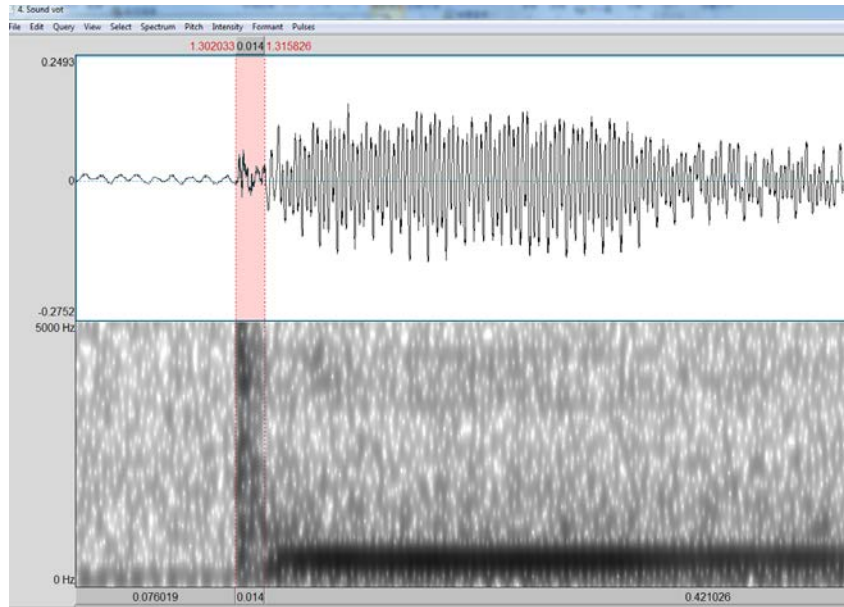 4. Sound vot
File Edit Query View Select Spectrum Pitch Intensity Formant Pulses
1.302033 0.014 1.315826
0.2493
0
-0.2752
5000 Hz
0 Hz
0.076019 0.014 0.421026